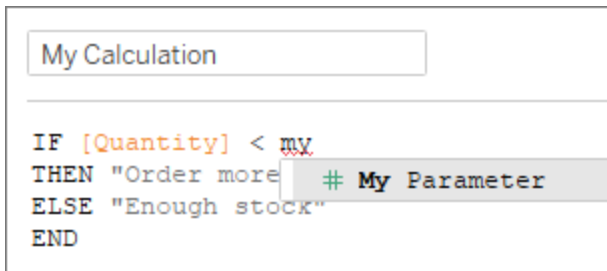 My Calculation
IF [Quantity] < my
THEN "Order more
# My Parameter
ELSE "Enough stock"
END